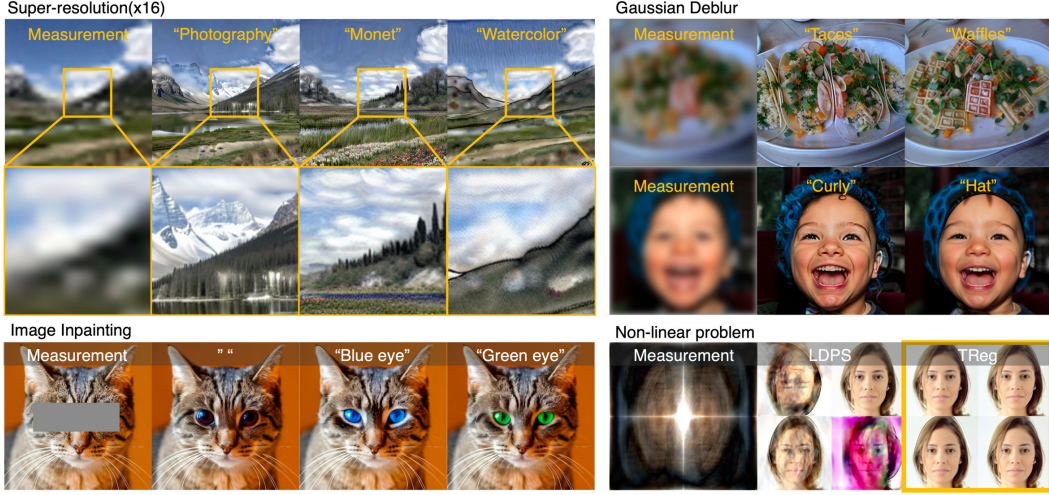 Super-resolution(x16)
Measurement
“Photography”
“Monet”
“Watercolor”
Gaussian Deblur
Measurement
“Tacos”
“Waffles”
Measurement
“Curly”
“Hat”
Image Inpainting
Measurement
” “
“Blue eye”
“Green eye”
Non-linear problem
Measurement
LDPS
TReg